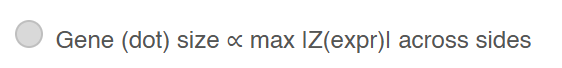 Gene (dot) size ∝ max |Z(expr)| across sides